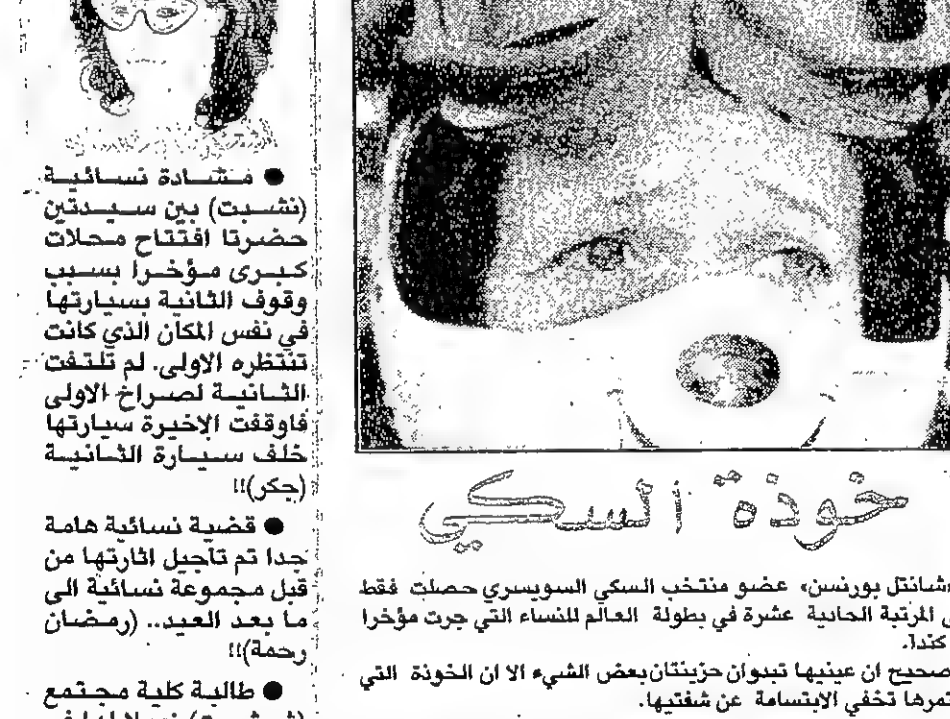 خوذة السكي
شانتل بورنسن» عضو منتخب السكي السويسري حصلت فقط
المرتبة الحادية عشرة في بطولة العالم للنساء التي جرت مؤخرا
كندا.
صحيح ان عينيها تبدوان حزينتان بعض الشيء الا ان الخوذة التي
تخفي الابتسامة عن شفتيها.
● مشادة نسائية
(نشبت) بين سيدتين
حضرتا افتتاح محلات
كبرى مؤخرا بسبب
وقوف الثانية بسيارتها
في نفس المكان الذي كانت
تنتظره الاولى. لم تلتفت
الثانية لصراخ الاولى
فاوقفت الاخيرة سيارتها
خلف سيارة الثانية
(جكر)!!
● قضية نسائية هامة
جدا تم تأجيل اثارتها من
قبل مجموعة نسائية الى
ما بعد العيد.. (رمضان
رحمة)!!
● طالبة كلية مجتمع